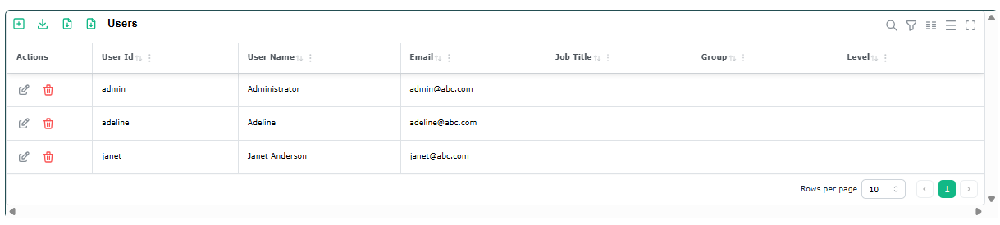 Users
Actions User Id User Name Email Job Title Group Level
admin Administrator admin@abc.com
adeline Adeline adeline@abc.com
janet Janet Anderson janet@abc.com
Rows per page 10 1